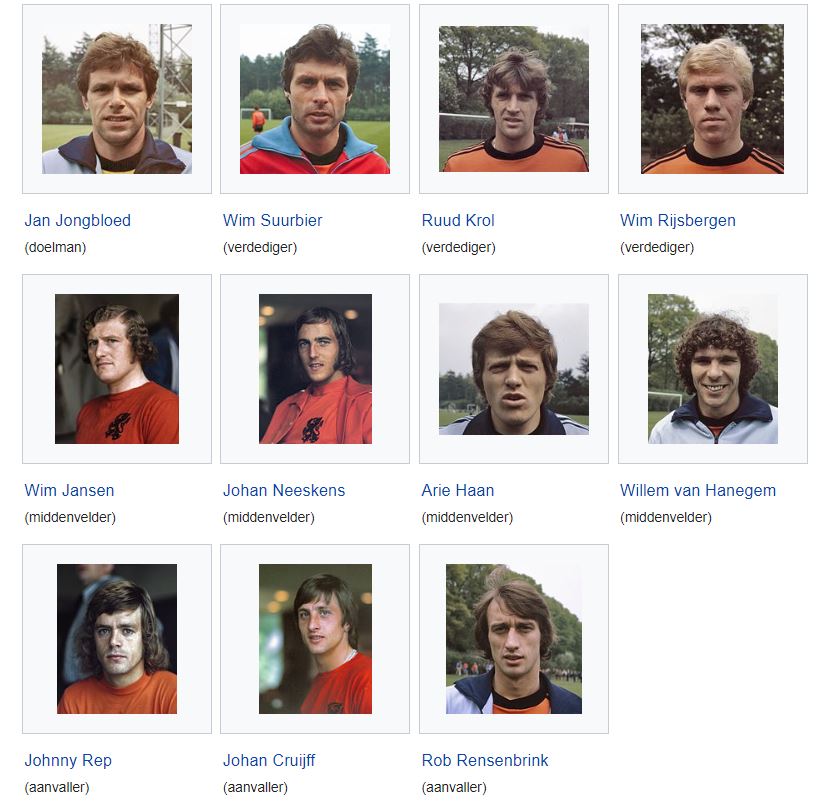 Jan Jongbloed
(doelman)
Wim Suurbier
(verdediger)
Ruud Krol
(verdediger)
Wim Rijsbergen
(verdediger)
Wim Jansen
(middenvelder)
Johan Neeskens
(middenvelder)
Arie Haan
(middenvelder)
Willem van Hanegem
(middenvelder)
Johnny Rep
(aanvaller)
Johan Cruijff
(aanvaller)
Rob Rensenbrink
(aanvaller)